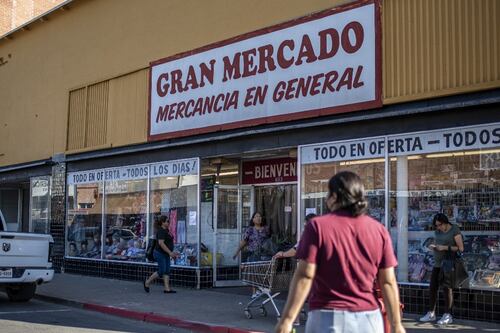 GRAN MERCADO
MERCANCIA EN GENERAL
TODO EN OFERTA - TODOS LOS DIAS!
BIENVEN
TODO EN OFERTA - TODOS